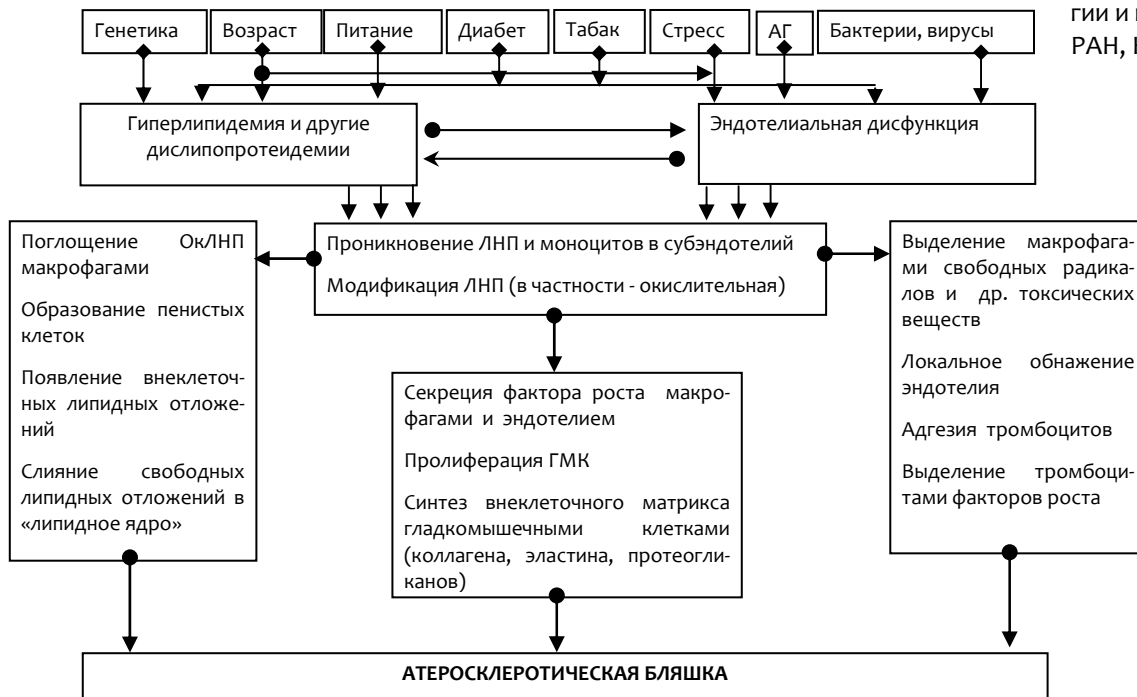 гии и
РАН,
Генетика
Возраст
Питание
Диабет
Табак
Стресс
АГ
Бактерии, вирусы
Гиперлипидемия и другие
дислипопротеидемии
Эндотелиальная дисфункция
Поглощение ОкЛНП
макрофагами
Образование пенистых
клеток
Появление внеклеточ-
ных липидных отложе-
ний
Слияние свободных
липидных отложений в
«липидное ядро»
Проникновение ЛНП и моноцитов в субэндотелий
Модификация ЛНП (в частности - окислительная)
Секреция фактора роста макро-
фагами и эндотелием
Пролиферация ГМК
Синтез внеклеточного матрикса
гладкомышечными клетками
(коллагена, эластина, протеогли-
канов)
Выделение макрофага-
ми свободных радика-
лов и др. токсических
веществ
Локальное обнажение
эндотелия
Адгезия тромбоцитов
Выделение тромбоци-
тами факторов роста
АТЕРОСКЛЕРОТИЧЕСКАЯ БЛЯШКА